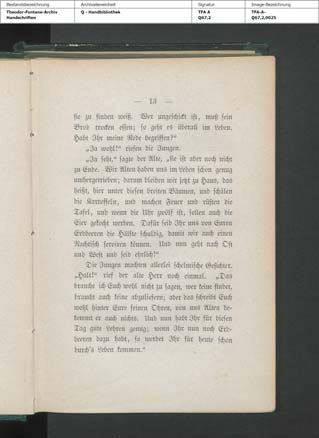 Bestandsbezeichnung
Theodor-Fontane-Archiv
Handschriften
Archivalieneinheit
Q - Handbibliothek
Signatur
TFA A
Q67,2
Image-Bezeichnung
TFA-A-
Q67,2,0025
— 13 —
sie zu finden weiß. Wer ungeschickt ist, muß sein
Brod trocken essen; so geht es überall im Leben.
Habt Ihr meine Rede begriffen?“
„Ja wohl!“ riefen die Jungen.
„Ja seht,“ sagte der Alte, „sie ist aber noch nicht
zu Ende. Wir Alten haben uns im Leben schon genug
umhergetrieben; darum bleiben wir jetzt zu Haus, das
heißt, hier unter diesen breiten Bäumen, und schälen
die Kartoffeln, und machen Feuer und rüsten die
Tafel, und wenn die Uhr zwölf ist, sollen auch die
Eier gekocht werden. Dafür seid Ihr uns von Euren
Erdbeeren die Hälfte schuldig, damit wir auch einen
Nachtisch serviren können. Und nun geht nach Ost
und West und seid ehrlich!“
Die Jungen machten allerlei schelmische Gesichter.
„Halt!“ rief der alte Herr noch einmal. „Das
brauche ich Euch wohl nicht zu sagen, wer keine findet,
braucht auch keine abzuliefern; aber das schreibt Euch
wohl hinter Eure feinen Ohren, von uns Alten be-
kommt er auch nichts. Und nun habt Ihr für diesen
Tag gute Lehren genug; wenn Ihr nun noch Erd-
beeren dazu habt, so werdet Ihr für heute schon
durch's Leben kommen.“